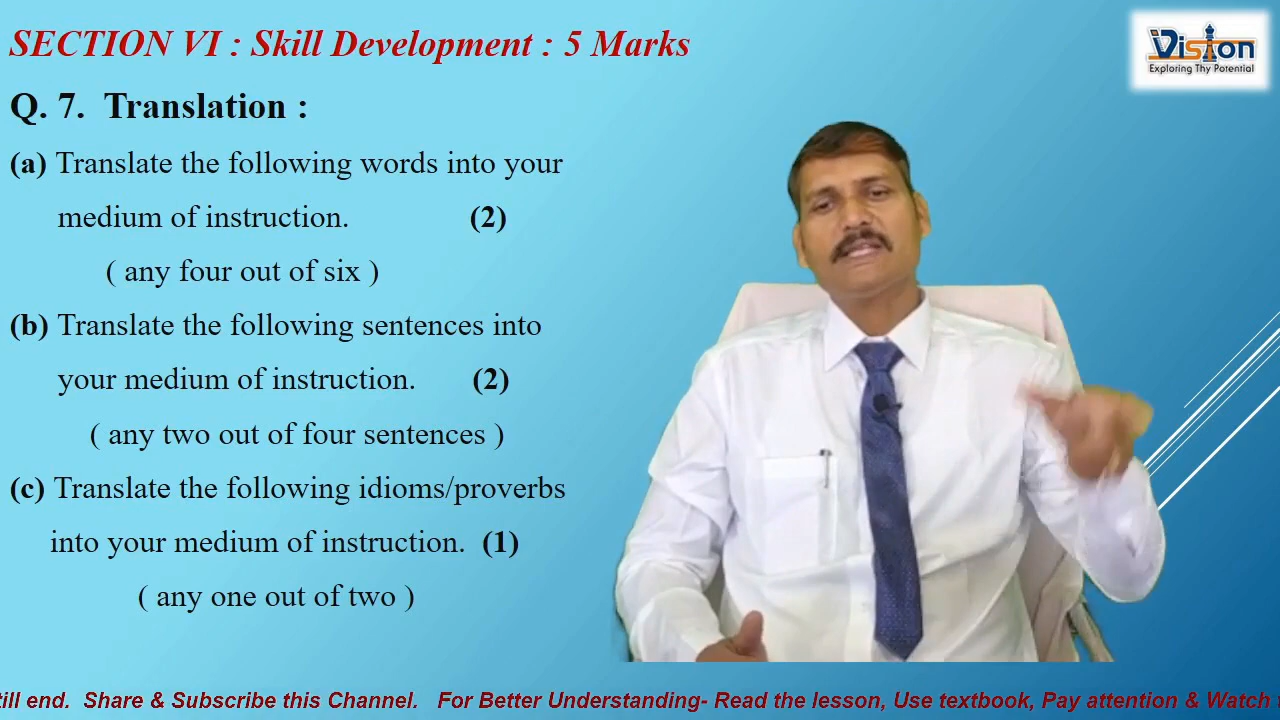 SECTION VI : Skill Development : 5 Marks
Vision
Exploring Thy Potential
Q. 7. Translation :
(a) Translate the following words into your
medium of instruction. (2)
( any four out of six )
(b) Translate the following sentences into
your medium of instruction. (2)
( any two out of four sentences )
(c) Translate the following idioms/proverbs
into your medium of instruction. (1)
( any one out of two )
till end. Share & Subscribe this Channel. For Better Understanding- Read the lesson, Use textbook, Pay attention & Watch